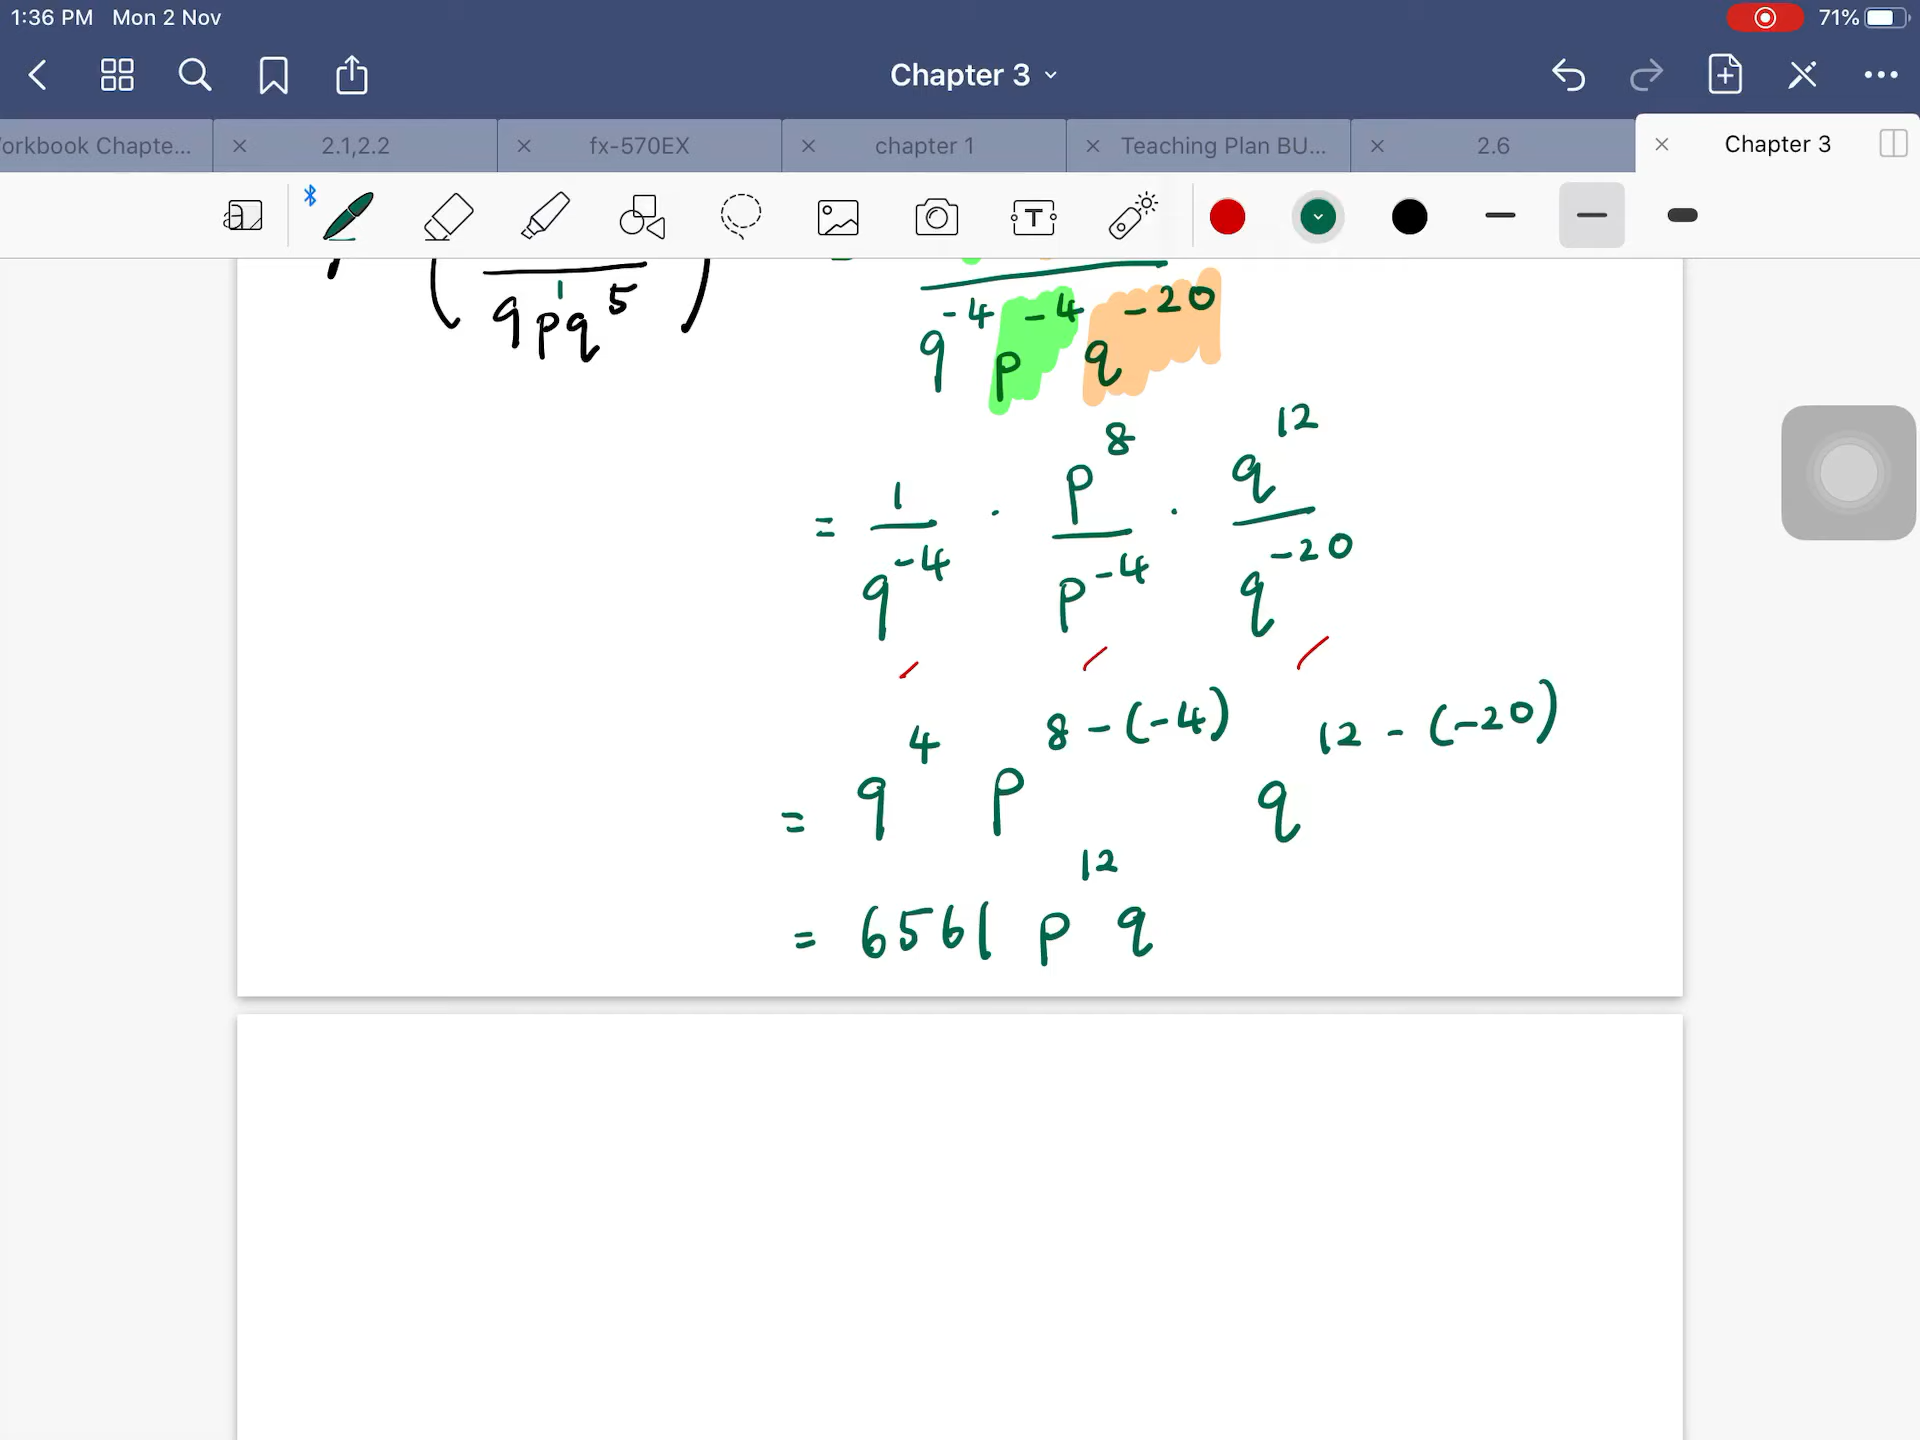 1:36 PM Mon 2 Nov 71%
Chapter 3
orkbook Chapte... 2.1,2.2 fx-570EX chapter 1 Teaching Plan BU... 2.6 Chapter 3
( / 9p¹q⁵ ) / 9⁻⁴ p⁻⁴ q⁻²⁰
= 1/9⁻⁴ · p⁸/p⁻⁴ · q¹²/q⁻²⁰
= 9⁴ p⁸⁻⁽⁻⁴⁾ q¹²⁻⁽⁻²⁰⁾
= 6561 p¹² q